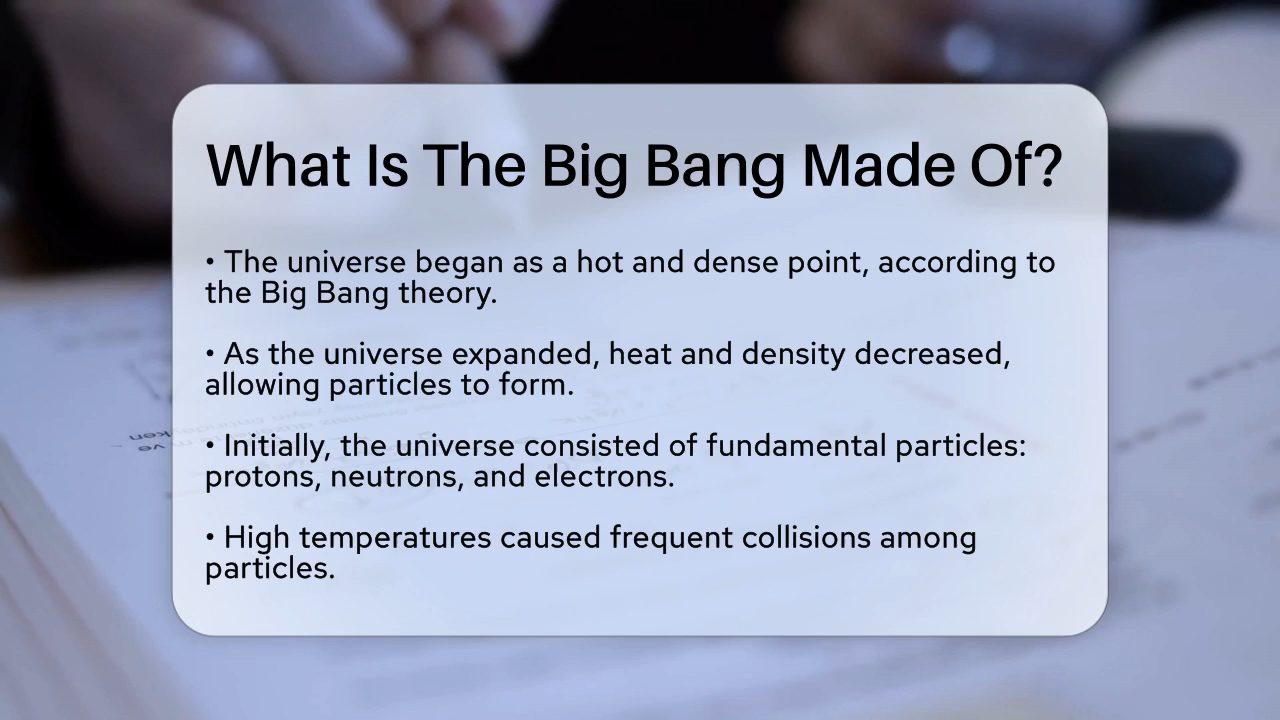 What Is The Big Bang Made Of?
• The universe began as a hot and dense point, according to
the Big Bang theory.
• As the universe expanded, heat and density decreased,
allowing particles to form.
• Initially, the universe consisted of fundamental particles:
protons, neutrons, and electrons.
• High temperatures caused frequent collisions among
particles.